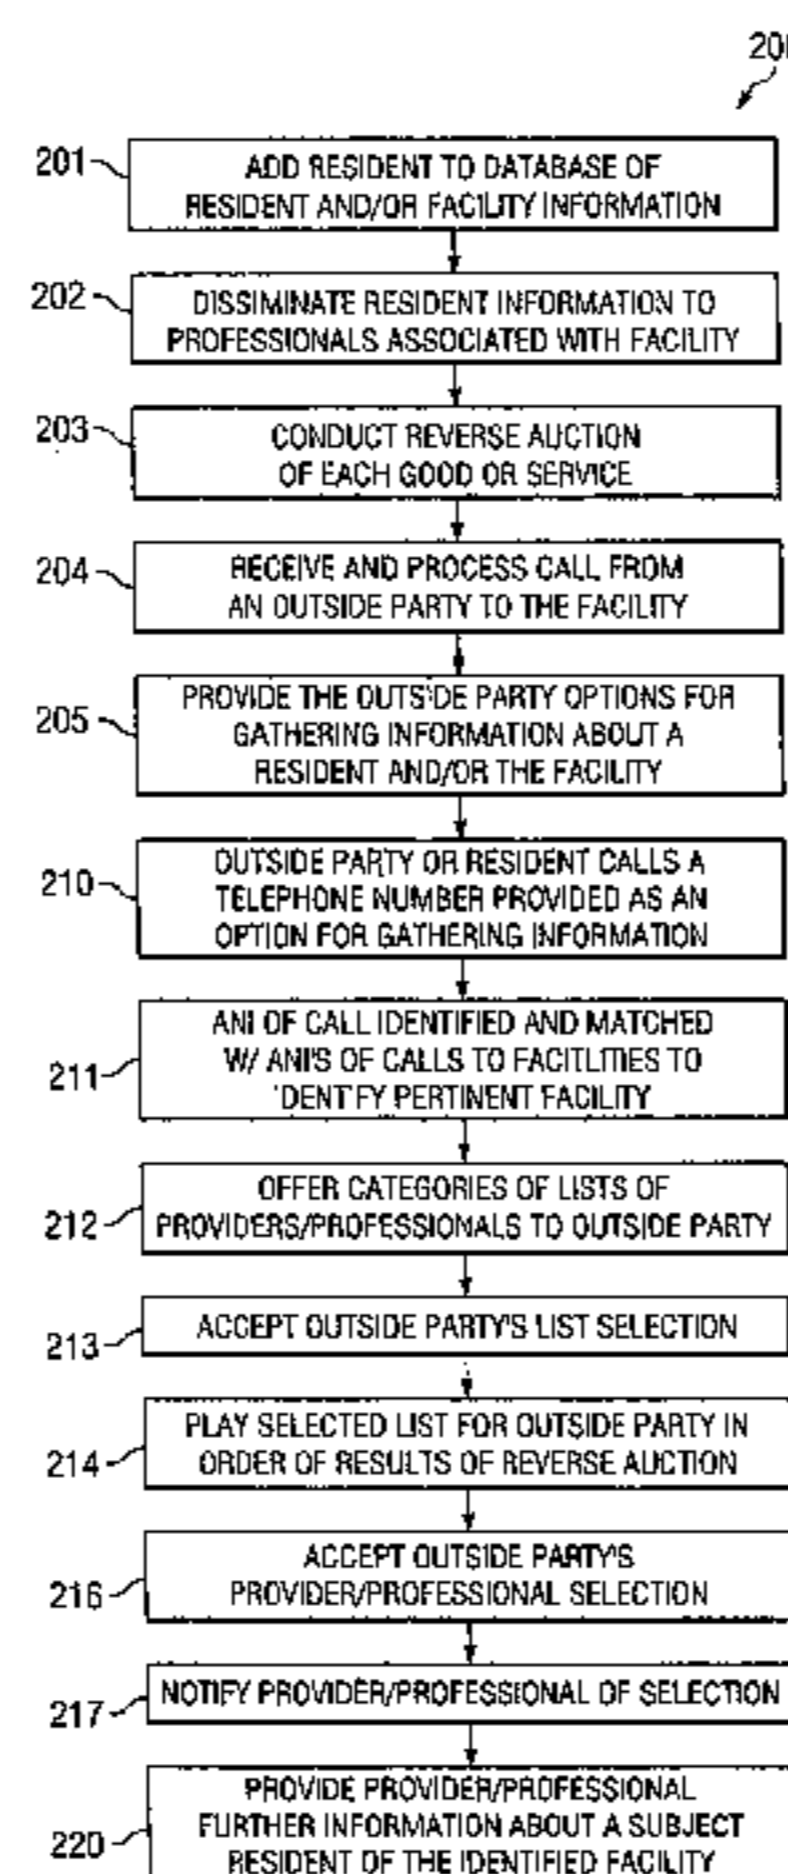 201
ADD RESIDENT TO DATABASE OF
RESIDENT AND/OR FACILITY INFORMATION
202
DISSIMINATE RESIDENT INFORMATION TO
PROFESSIONALS ASSOCIATED WITH FACILITY
203
CONDUCT REVERSE AUCTION
OF EACH GOOD OR SERVICE
204
RECEIVE AND PROCESS CALL FROM
AN OUTSIDE PARTY TO THE FACILITY
205
PROVIDE THE OUTSIDE PARTY OPTIONS FOR
GATHERING INFORMATION ABOUT A
RESIDENT AND/OR THE FACILITY
210
OUTSIDE PARTY OR RESIDENT CALLS A
TELEPHONE NUMBER PROVIDED AS AN
OPTION FOR GATHERING INFORMATION
211
ANI OF CALL IDENTIFIED AND MATCHED
W/ ANI'S OF CALLS TO FACITLITIES TO
IDENTIFY PERTINENT FACILITY
212
OFFER CATEGORIES OF LISTS OF
PROVIDERS/PROFESSIONALS TO OUTSIDE PARTY
213
ACCEPT OUTSIDE PARTY'S LIST SELECTION
214
PLAY SELECTED LIST FOR OUTSIDE PARTY IN
ORDER OF RESULTS OF REVERSE AUCTION
216
ACCEPT OUTSIDE PARTY'S
PROVIDER/PROFESSIONAL SELECTION
217
NOTIFY PROVIDER/PROFESSIONAL OF SELECTION
220
PROVIDE PROVIDER/PROFESSIONAL
FURTHER INFORMATION ABOUT A SUBJECT
RESIDENT OF THE IDENTIFIED FACILITY